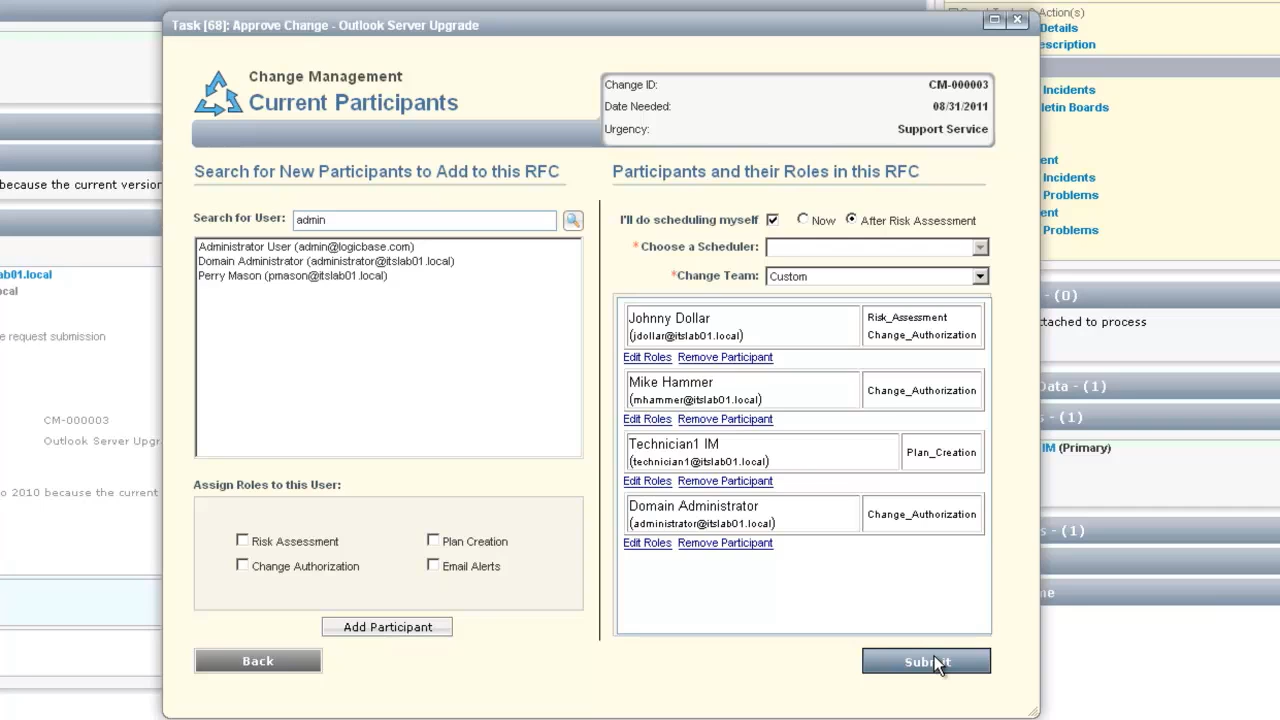 Task [68]: Approve Change - Outlook Server Upgrade
Change Management
Current Participants
Change ID: CM-000003
Date Needed: 08/31/2011
Urgency: Support Service
Search for New Participants to Add to this RFC
Search for User: admin
Administrator User (admin@logicbase.com)
Domain Administrator (administrator@itslab01.local)
Perry Mason (pmason@itslab01.local)
Assign Roles to this User:
Risk Assessment
Plan Creation
Change Authorization
Email Alerts
Add Participant
Back
Participants and their Roles in this RFC
I'll do scheduling myself Now After Risk Assessment
*Choose a Scheduler:
*Change Team: Custom
Johnny Dollar
(jdollar@itslab01.local)
Risk_Assessment
Change_Authorization
Edit Roles Remove Participant
Mike Hammer
(mhammer@itslab01.local)
Change_Authorization
Edit Roles Remove Participant
Technician1 IM
(technician1@itslab01.local)
Plan_Creation
Edit Roles Remove Participant
Domain Administrator
(administrator@itslab01.local)
Change_Authorization
Edit Roles Remove Participant
Submit
because the current version
ab01.local
ocal
e request submission
CM-000003
Outlook Server Upgr
o 2010 because the current
Action(s)
Details
escription
Incidents
letin Boards
ent
Incidents
Problems
ent
Problems
- (0)
ttached to process
Data - (1)
s - (1)
IM (Primary)
s - (1)
me